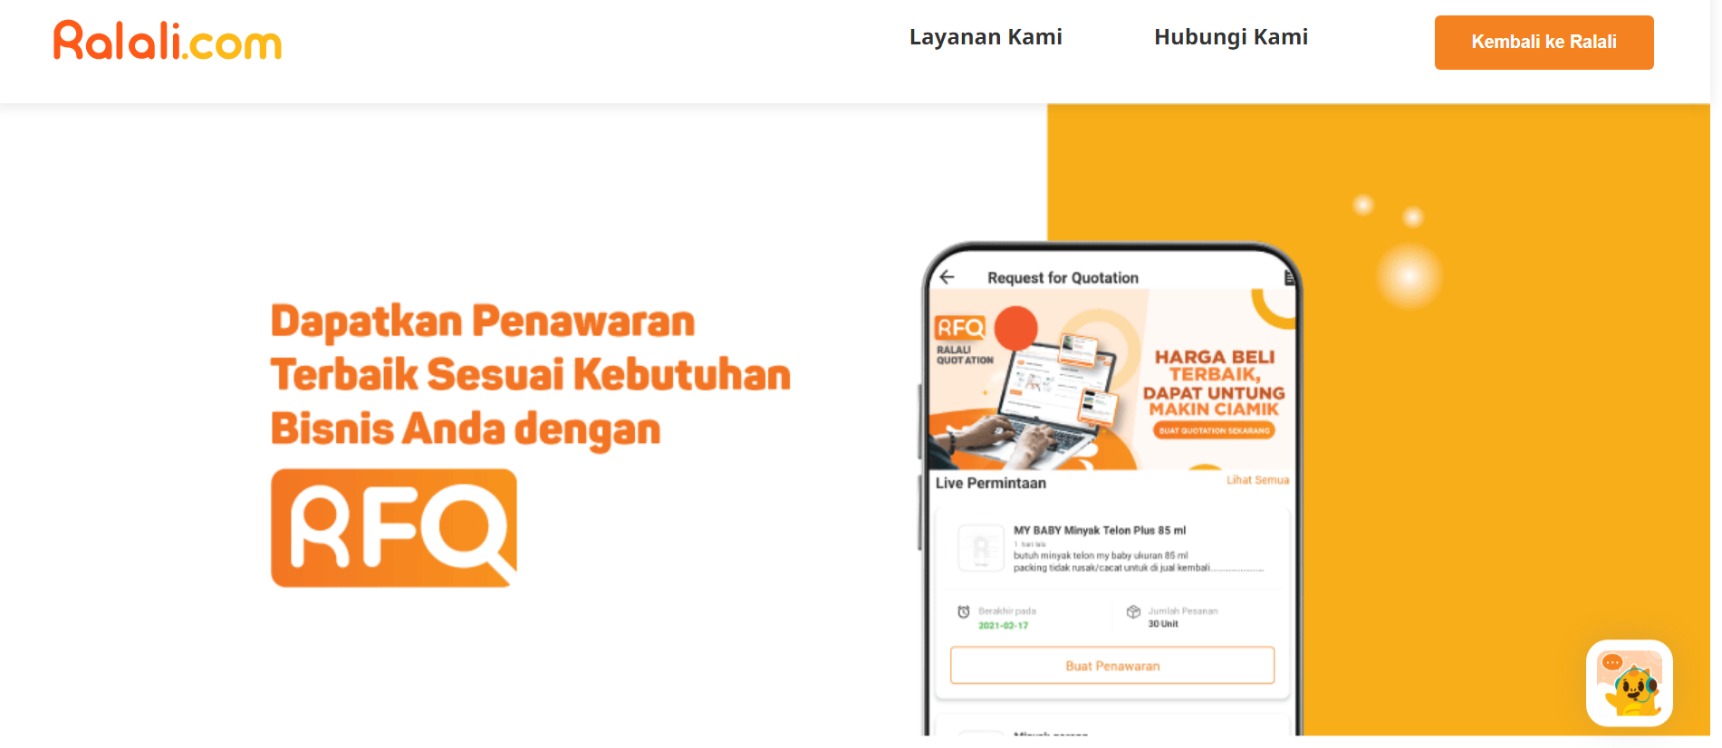 Ralali.com
Layanan Kami
Hubungi Kami
Kembali ke Ralali
Dapatkan Penawaran
Terbaik Sesuai Kebutuhan
Bisnis Anda dengan
RFQ
Request for Quotation
RFQ
RALALI
QUOTATION
HARGA BELI
TERBAIK,
DAPAT UNTUNG
MAKIN CIAMIK
BUAT QUOTATION SEKARANG
Live Permintaan
Lihat Semua
MY BABY Minyak Telon Plus 85 ml
1 hari lalu
butuh minyak telon my baby ukuran 85 ml
packing tidak rusak/cacat untuk di jual kembali....................
Berakhir pada
2021-02-17
Jumlah Pesanan
30 Unit
Buat Penawaran